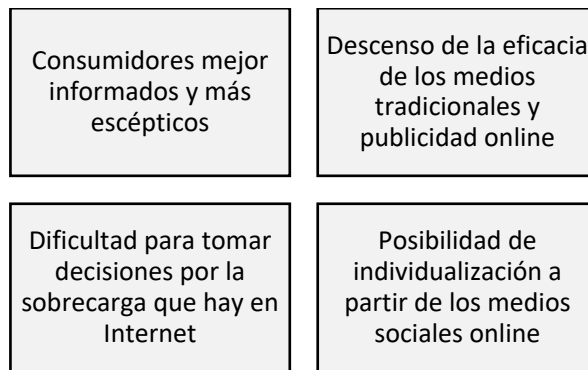 Consumidores mejor
informados y más
escépticos
Descenso de la eficacia
de los medios
tradicionales y
publicidad online
Dificultad para tomar
decisiones por la
sobrecarga que hay en
Internet
Posibilidad de
individualización a
partir de los medios
sociales online